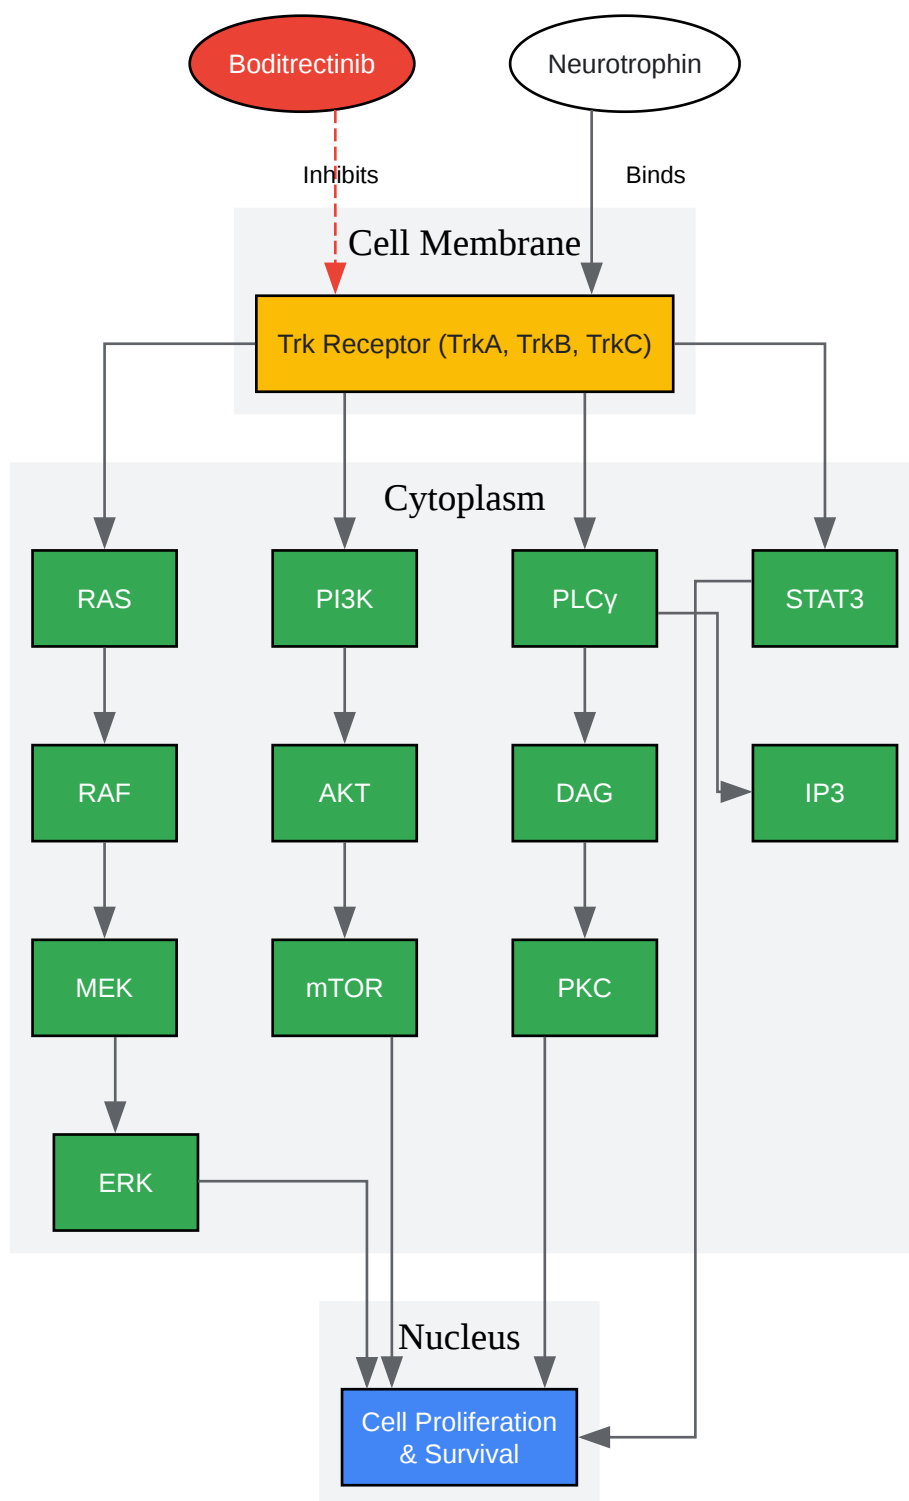 Boditrectinib
Neurotrophin
Inhibits
Binds
Cell Membrane
Trk Receptor (TrkA, TrkB, TrkC)
Cytoplasm
RAS
PI3K
PLCγ
STAT3
RAF
AKT
DAG
IP3
MEK
mTOR
PKC
ERK
Nucleus
Cell Proliferation
& Survival